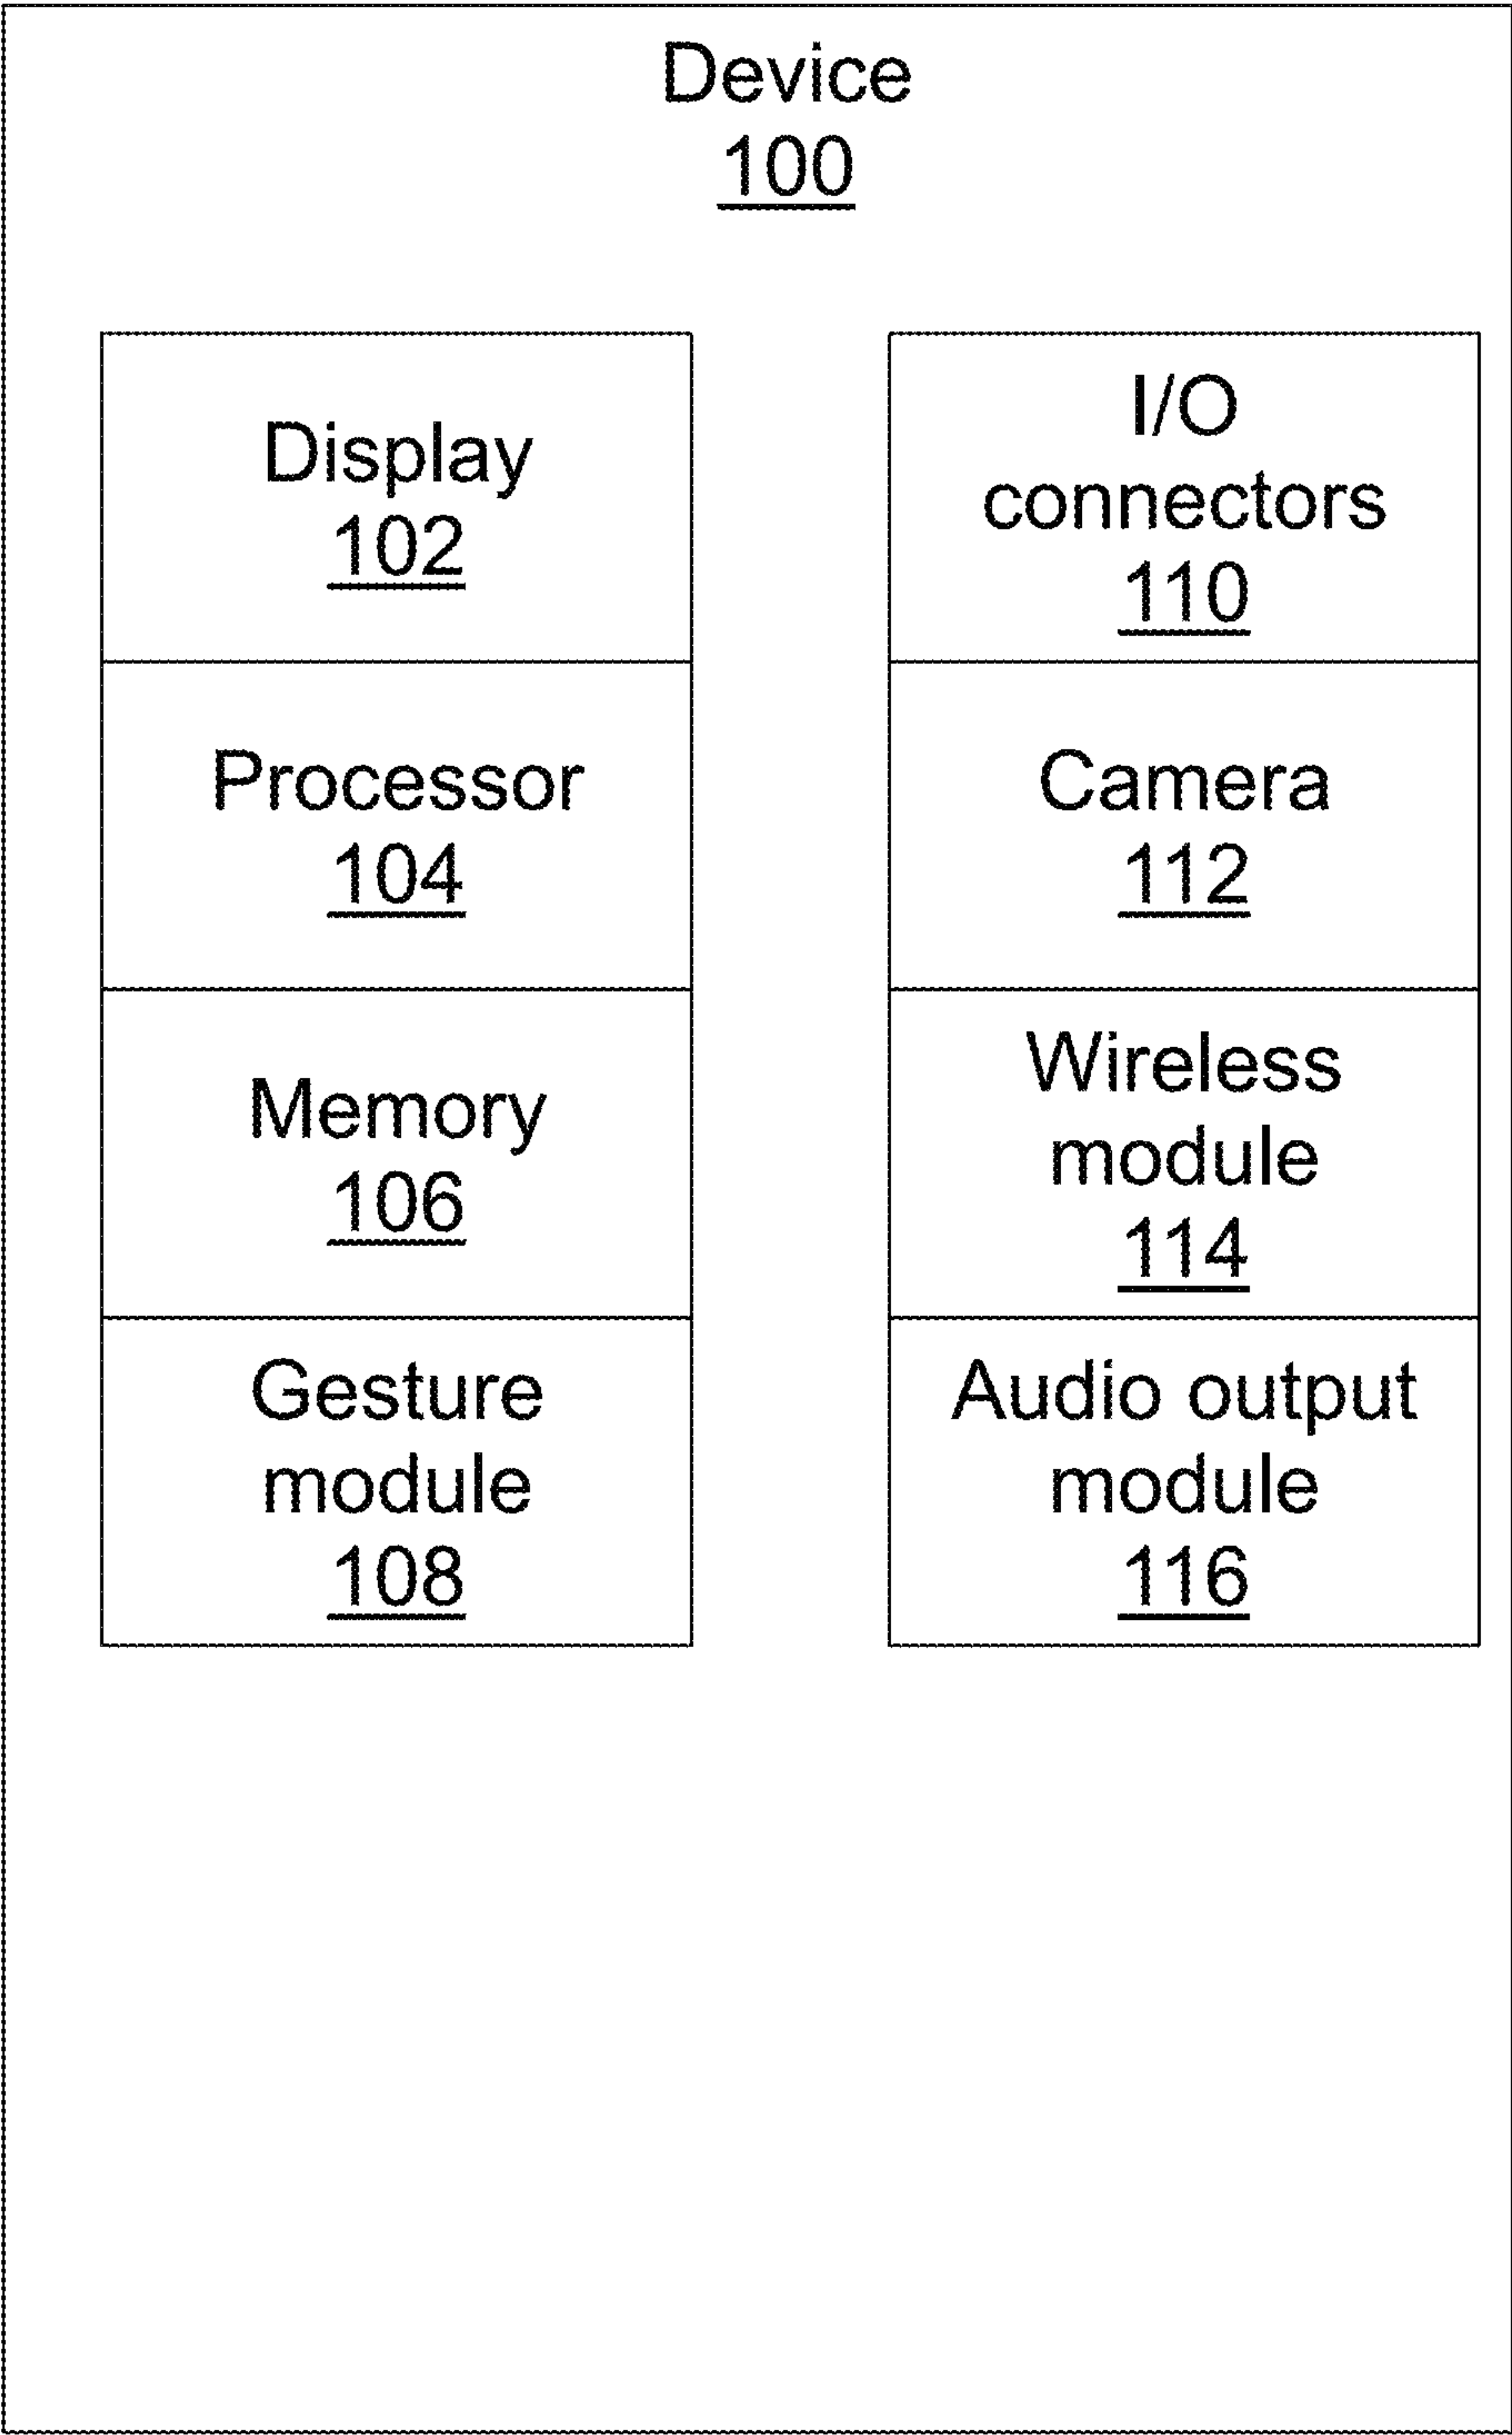 Device
100
Display
102
Processor
104
Memory
106
Gesture
module
108
I/O
connectors
110
Camera
112
Wireless
module
114
Audio output
module
116